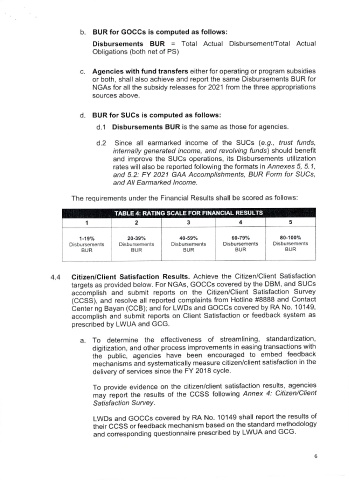 b. BUR for GOCCs is computed as follows:
Disbursements BUR = Total Actual Disbursement/Total Actual
Obligations (both net of PS)
c. Agencies with fund transfers either for operating or program subsidies
or both, shall also achieve and report the same Disbursements BUR for
NGAs for all the subsidy releases for 2021 from the three appropriations
sources above.
d. BUR for SUCs is computed as follows:
d.1 Disbursements BUR is the same as those for agencies.
d.2 Since all earmarked income of the SUCs (e.g., trust funds,
internally generated income, and revolving funds) should benefit
and improve the SUCs operations, its Disbursements utilization
rates will also be reported following the formats in Annexes 5, 5.1,
and 5.2: FY 2021 GAA Accomplishments, BUR Form for SUCs,
and All Earmarked Income.
The requirements under the Financial Results shall be scored as follows:
TABLE 4: RATING SCALE FOR FINANCIAL RESULTS
1 2 3 4 5
1-19% 20-39% 40-59% 60-79% 80-100%
Disbursements Disbursements Disbursements Disbursements Disbursements
BUR BUR BUR BUR BUR
4.4 Citizen/Client Satisfaction Results. Achieve the Citizen/Client Satisfaction
targets as provided below. For NGAs, GOCCs covered by the DBM, and SUCs
accomplish and submit reports on the Citizen/Client Satisfaction Survey
(CCSS), and resolve all reported complaints from Hotline #8888 and Contact
Center ng Bayan (CCB); and for LWDs and GOCCs covered by RA No. 10149,
accomplish and submit reports on Client Satisfaction or feedback system as
prescribed by LWUA and GCG.
a. To determine the effectiveness of streamlining, standardization,
digitization, and other process improvements in easing transactions with
the public, agencies have been encouraged to embed feedback
mechanisms and systematically measure citizen/client satisfaction in the
delivery of services since the FY 2018 cycle.
To provide evidence on the citizen/client satisfaction results, agencies
may report the results of the CCSS following Annex 4: Citizen/Client
Satisfaction Survey.
LWDs and GOCCs covered by RA No. 10149 shall report the results of
their CCSS or feedback mechanism based on the standard methodology
and corresponding questionnaire prescribed by LWUA and GCG.
6